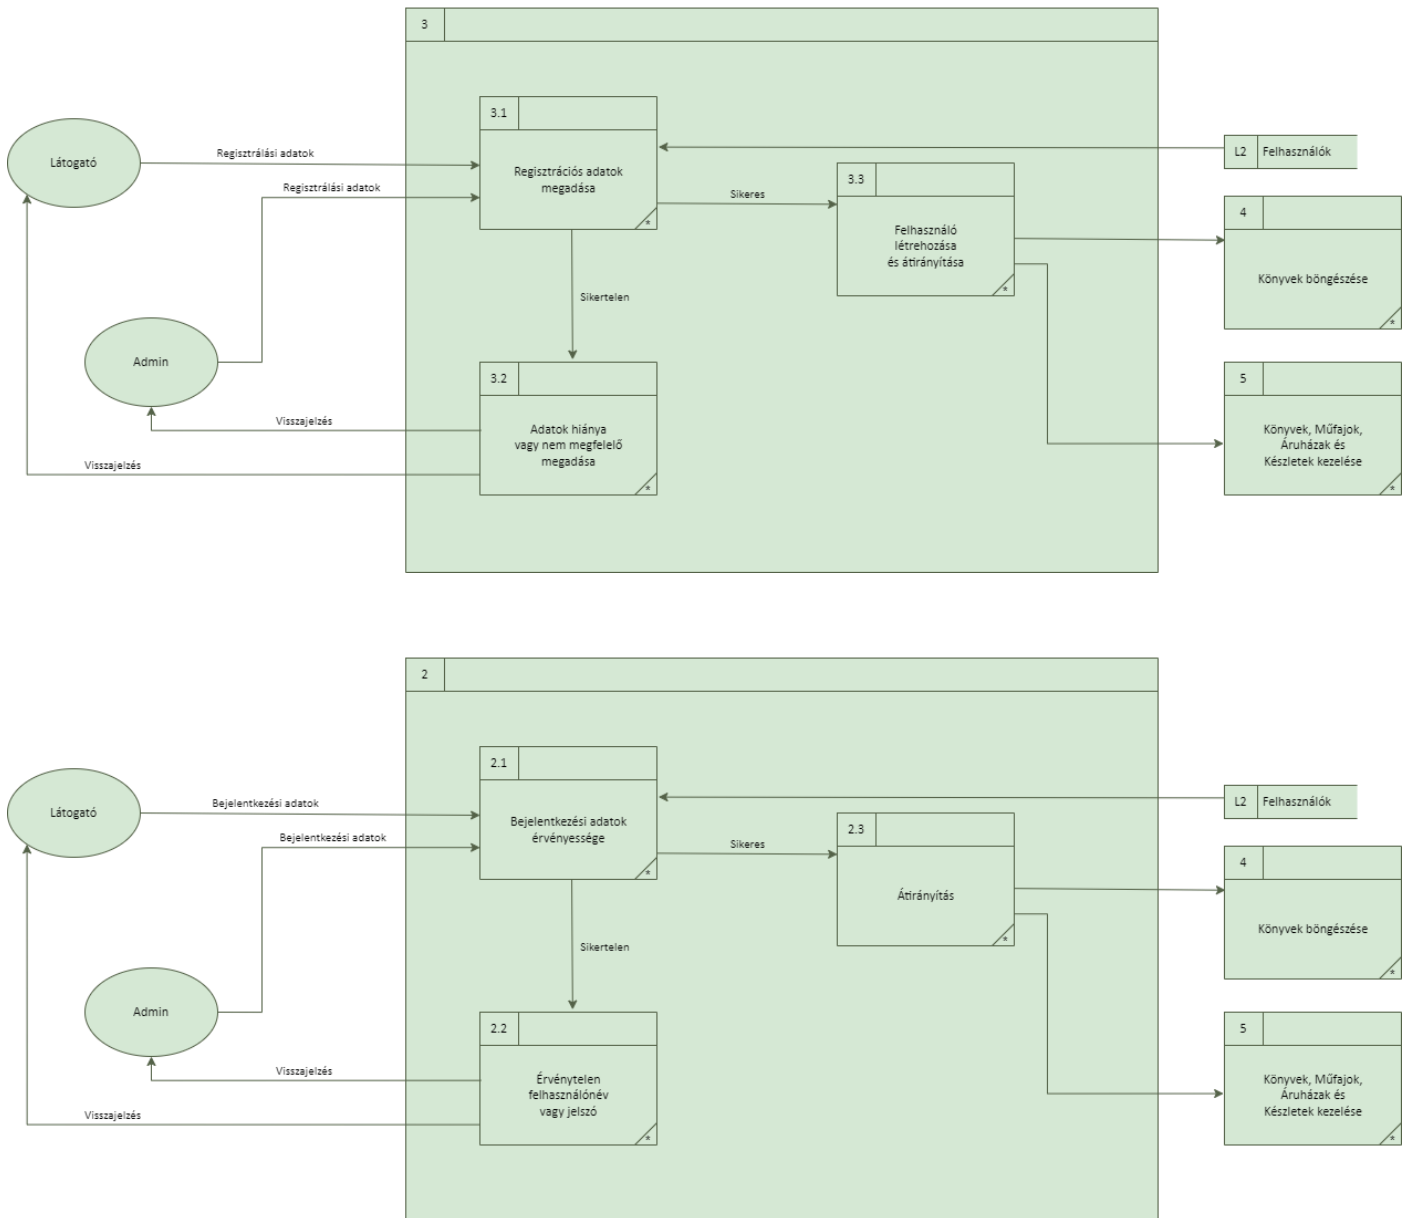 3
3.1
Látogató
Regisztrálási adatok
Regisztrációs adatok
megadása
*
L2 Felhasználók
Regisztrálási adatok
Sikeres
3.3
Felhasználó
létrehozása
és átirányítása
*
4
Könyvek böngészése
*
Sikertelen
Admin
3.2
Adatok hiánya
vagy nem megfelelő
megadása
*
Visszajelzés
Visszajelzés
5
Könyvek, Műfajok,
Áruházak és
Készletek kezelése
*
2
2.1
Látogató
Bejelentkezési adatok
Bejelentkezési adatok
érvényessége
*
L2 Felhasználók
Bejelentkezési adatok
Sikeres
2.3
Átirányítás
*
4
Könyvek böngészése
*
Sikertelen
Admin
2.2
Érvénytelen
felhasználónév
vagy jelszó
*
Visszajelzés
Visszajelzés
5
Könyvek, Műfajok,
Áruházak és
Készletek kezelése
*